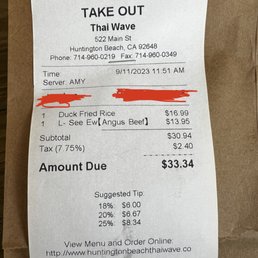 TAKE OUT
Thai Wave
522 Main St
Huntington Beach, CA 92648
Phone: 714-960-0219 Fax: 714-960-0349
Time 9/11/2023 11:51 AM
Server: AMY
1 Duck Fried Rice $16.99
1 L- See Ew【Angus Beef】 $13.95
Subtotal $30.94
Tax (7.75%) $2.40
Amount Due $33.34
Suggested Tip:
18%: $6.00
20%: $6.67
25%: $8.34
View Menu and Order Online:
http://www.huntingtonbeachthaiwave.co